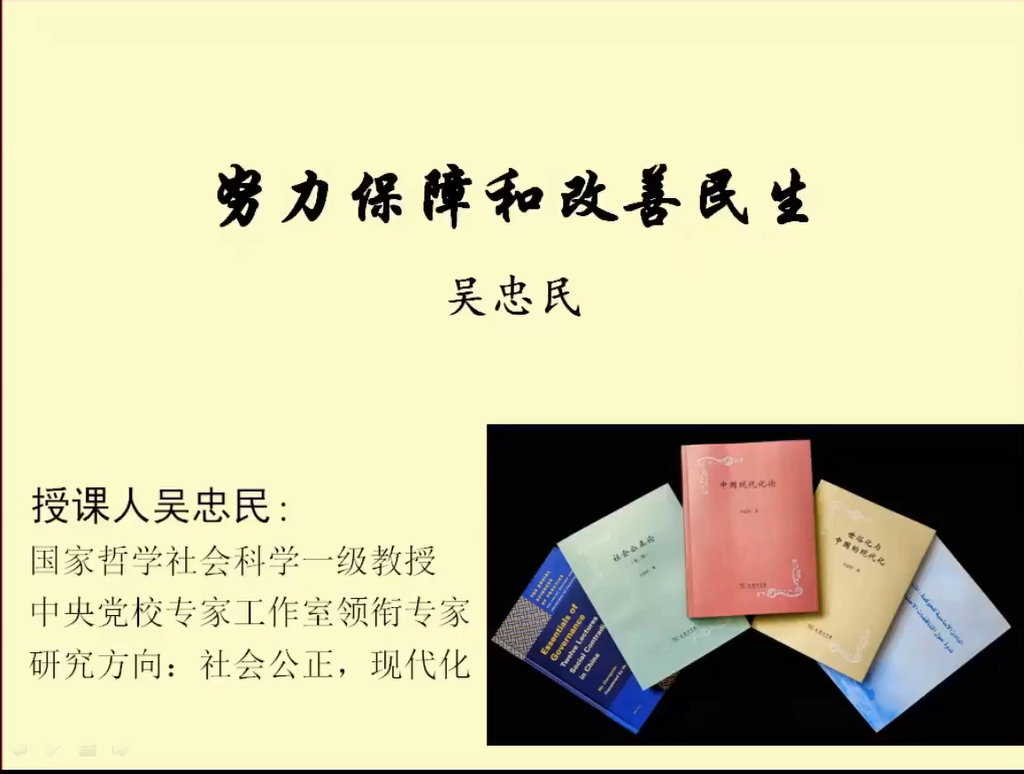 努力保障和改善民生
吴忠民
授课人吴忠民：
国家哲学社会科学一级教授
中央党校专家工作室领衔专家
研究方向：社会公正，现代化
中国现代化论
社会公正论
世俗化与
中国的现代化
Essentials of
Governance
Twelve Lectures
Social Contradi
in China